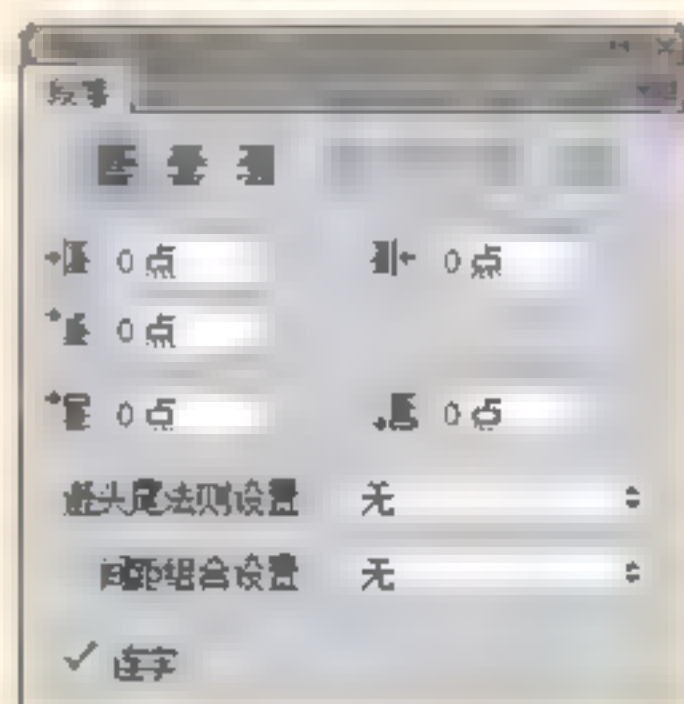 段落
0 点 0 点
0 点
0 点 0 点
避头尾法则设置 无
间距组合设置 无
连字